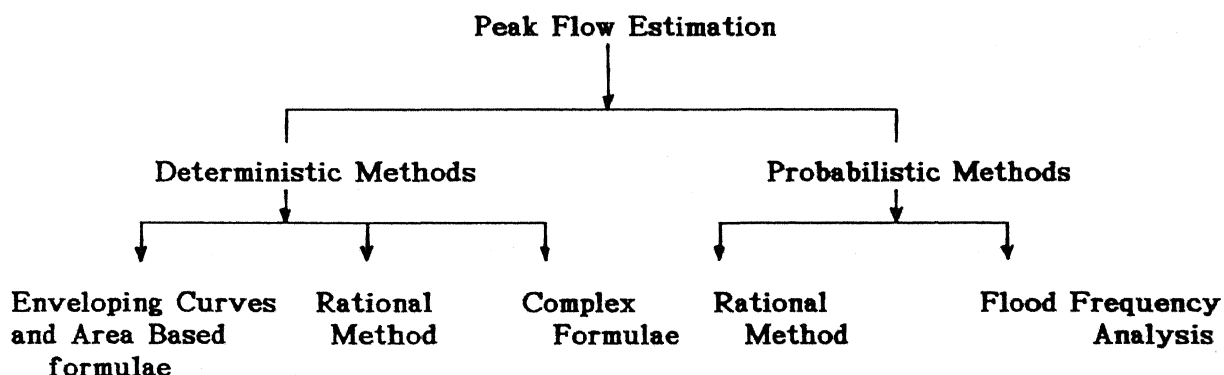 Peak Flow Estimation
Deterministic Methods
Probabilistic Methods
Enveloping Curves
and Area Based
formulae
Rational
Method
Complex
Formulae
Rational
Method
Flood Frequency
Analysis